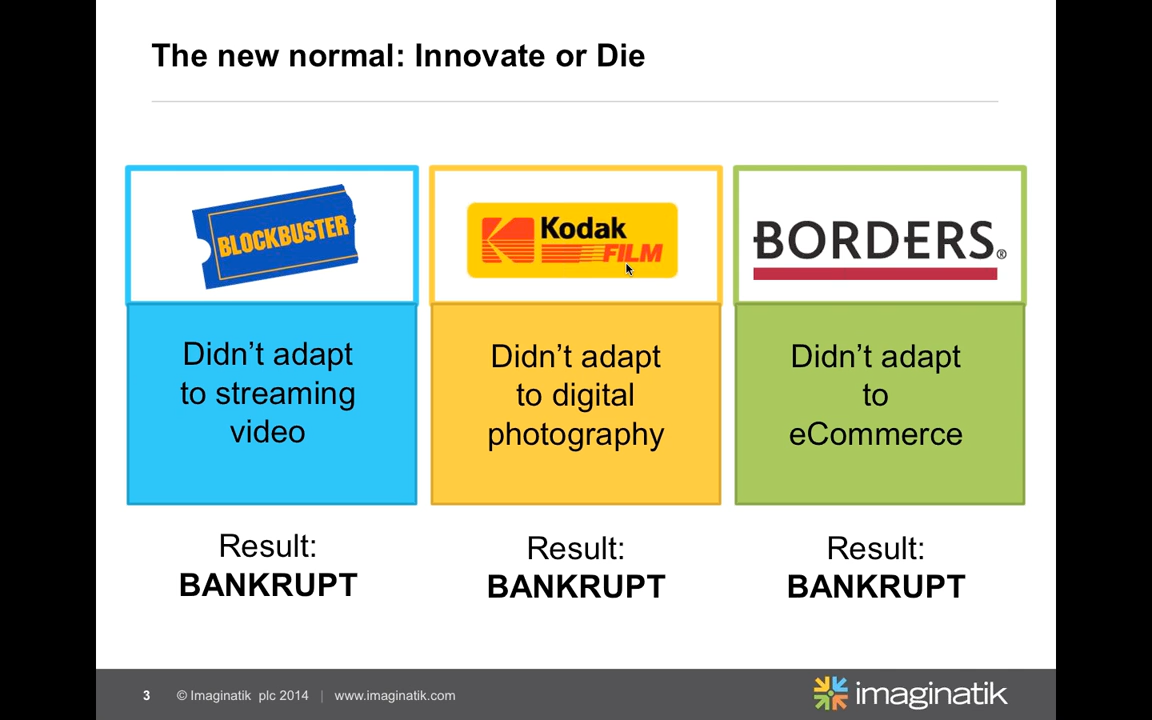 The new normal: Innovate or Die
BLOCKBUSTER
Didn’t adapt
to streaming
video
Result:
BANKRUPT
Kodak
FILM
Didn’t adapt
to digital
photography
Result:
BANKRUPT
BORDERS®
Didn’t adapt
to
eCommerce
Result:
BANKRUPT
3 © Imaginatik plc 2014 | www.imaginatik.com
imaginatik